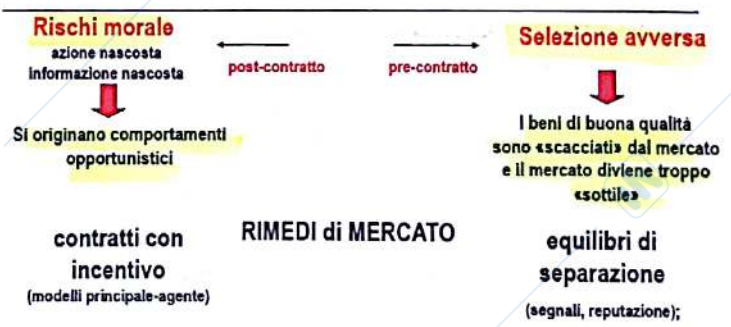 Rischi morale
azione nascosta
informazione nascosta
post-contratto
pre-contratto
Selezione avversa
Si originano comportamenti
opportunistici
I beni di buona qualità
sono «scacciati» dal mercato
e il mercato diviene troppo
«sottile»
contratti con
incentivo
(modelli principale-agente)
RIMEDI di MERCATO
equilibri di
separazione
(segnali, reputazione);